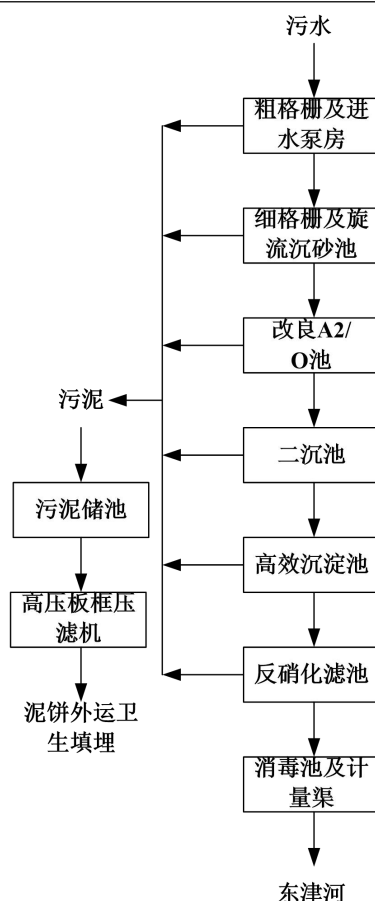 污水
粗格栅及进
水泵房
细格栅及旋
流沉砂池
改良A2/
O池
污泥
二沉池
污泥储池
高效沉淀池
高压板框压
滤机
反硝化滤池
泥饼外运卫
生填埋
消毒池及计
量渠
东津河